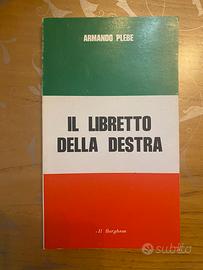 ARMANDO PLEBE
IL LIBRETTO
DELLA DESTRA
Il Borghese
subito